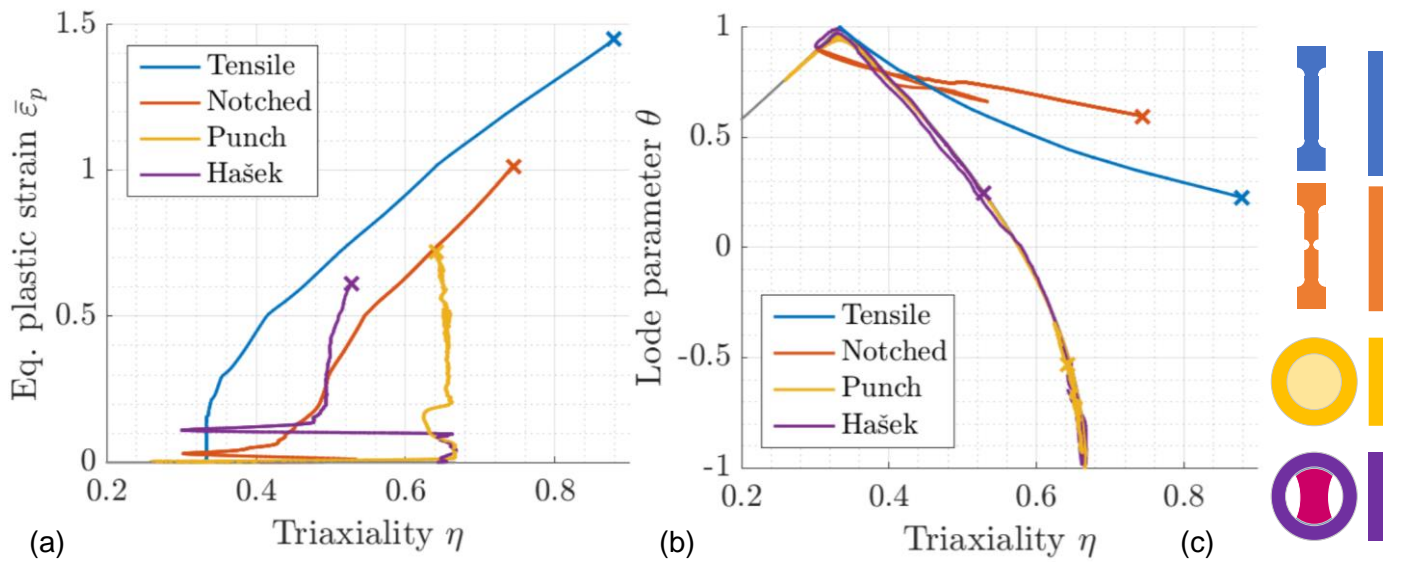 Eq. plastic strain ε̄ₚ
1.5
1
0.5
0
0.2
0.4
0.6
0.8
Triaxiality η
Tensile
Notched
Punch
Hašek
(a)
Lode parameter θ
1
0.5
0
-0.5
-1
0.2
0.4
0.6
0.8
Triaxiality η
Tensile
Notched
Punch
Hašek
(b)
(c)